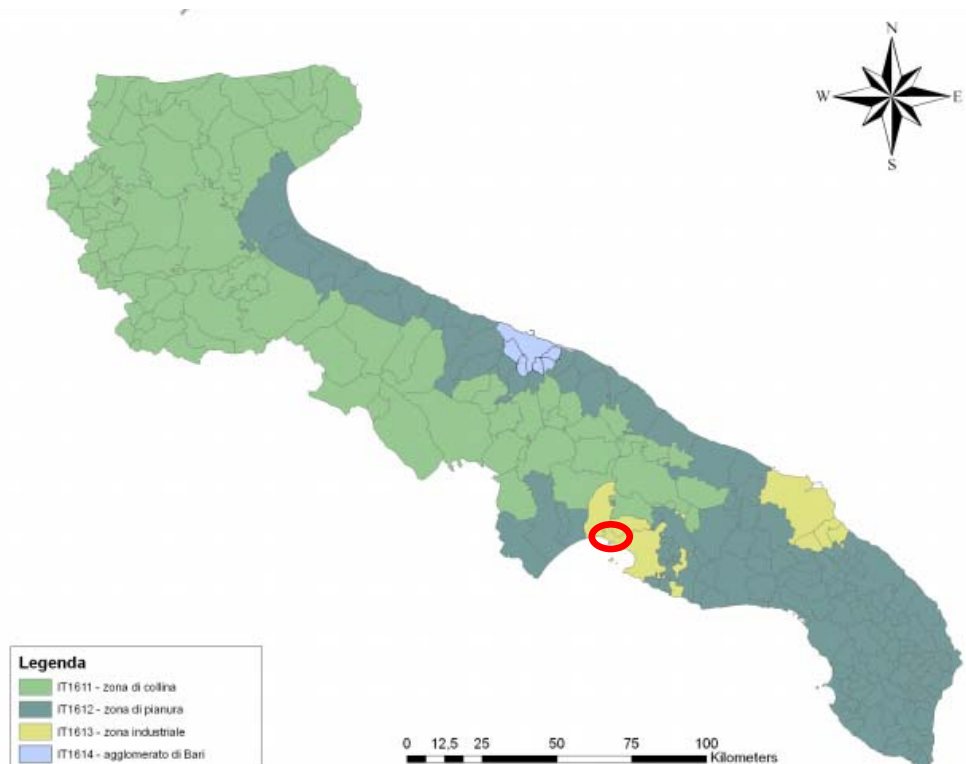 N
W E
S
Legenda
IT1611 - zona di collina
IT1612 - zona di pianura
IT1613 - zona industriale
IT1614 - agglomerato di Bari
0 12,5 25 50 75 100
Kilometers